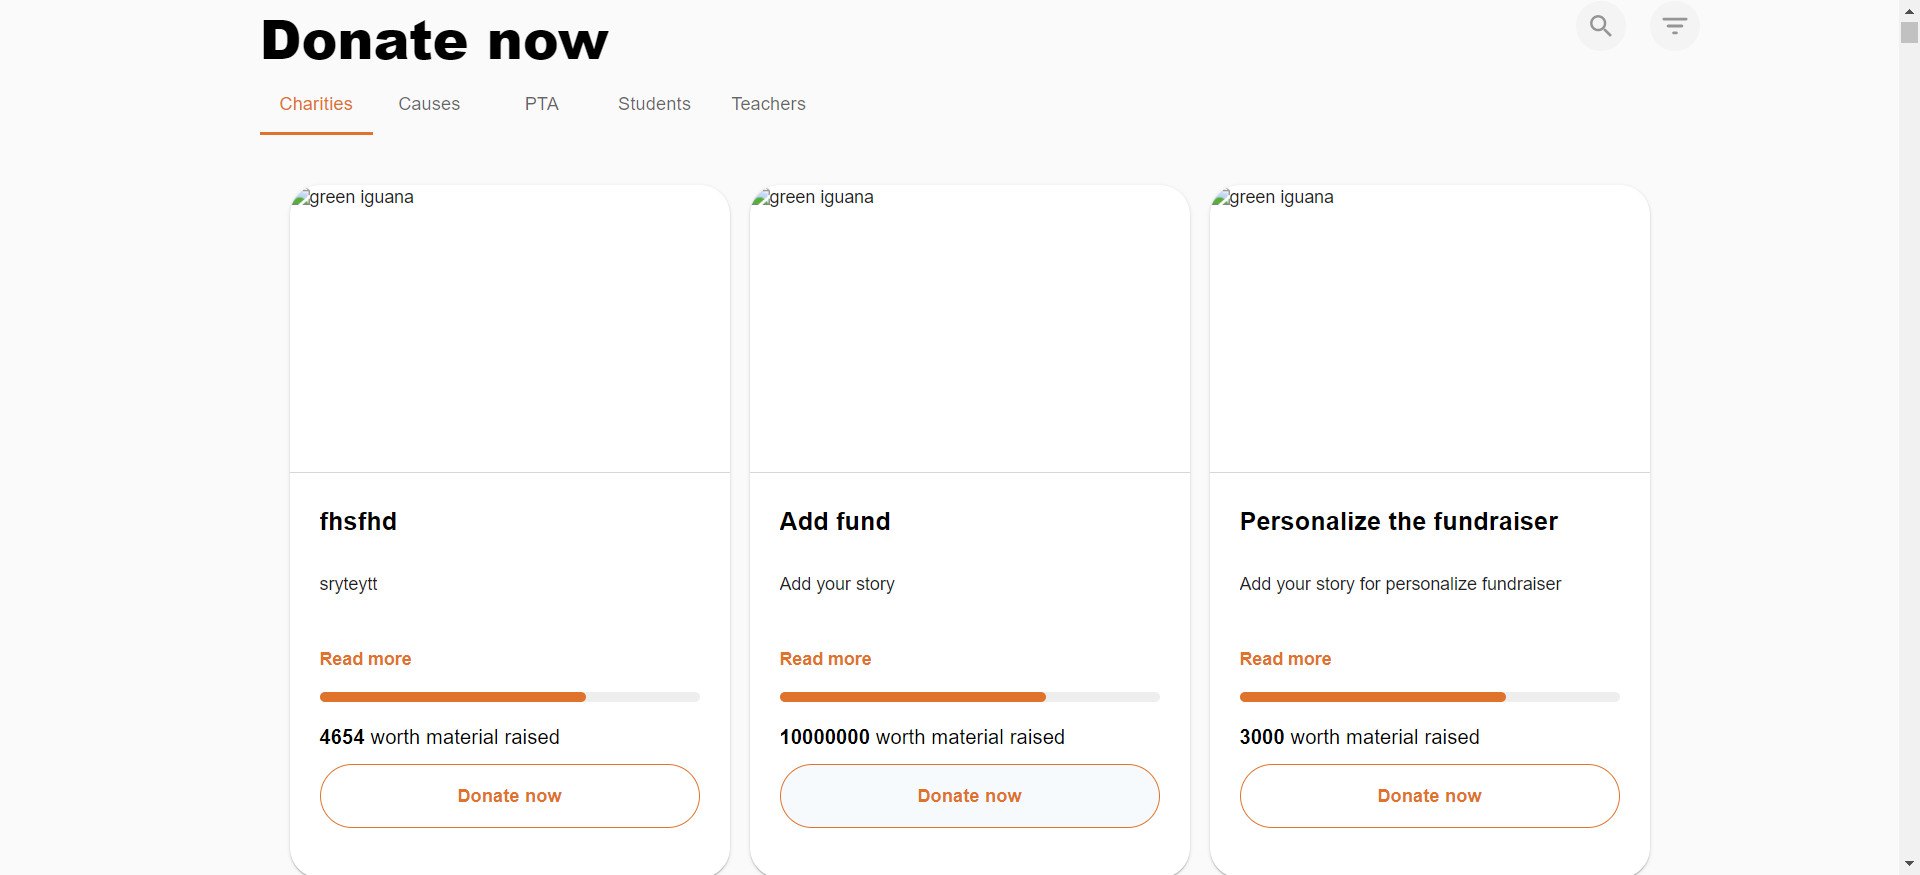 Donate now
Charities Causes PTA Students Teachers
green iguana green iguana green iguana
fhsfhd Add fund Personalize the fundraiser
sryteytt Add your story Add your story for personalize fundraiser
Read more Read more Read more
4654 worth material raised 10000000 worth material raised 3000 worth material raised
Donate now Donate now Donate now